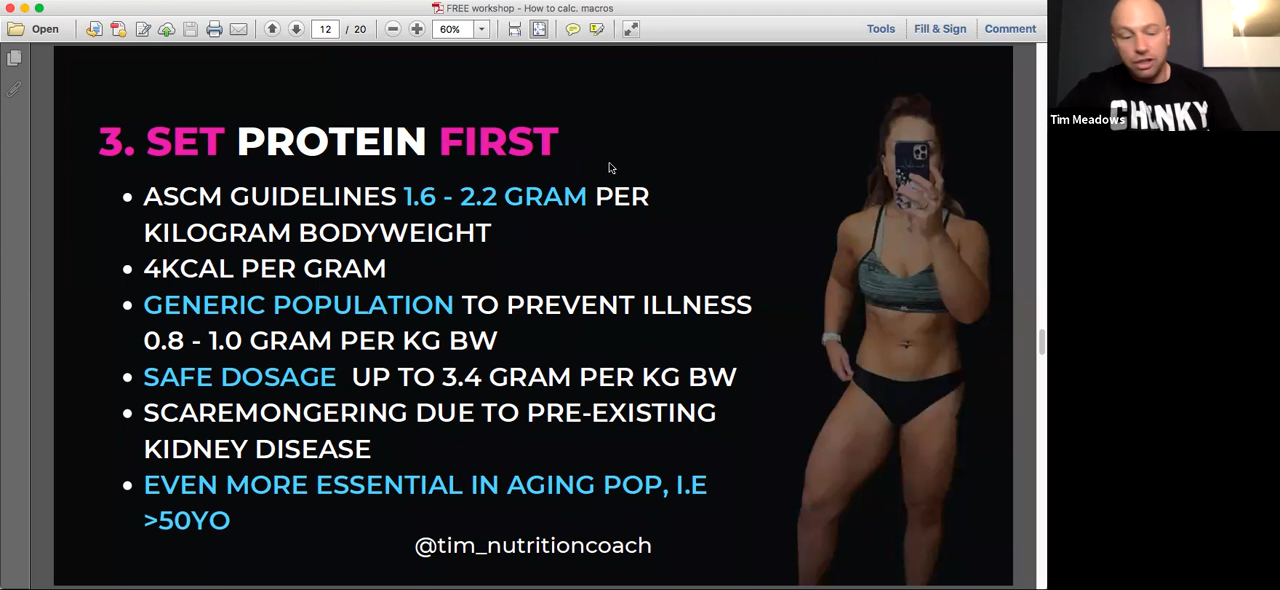 FREE workshop - How to calc. macros
Open
12 / 20
60%
Tools
Fill & Sign
Comment
3. SET PROTEIN FIRST
ASCM GUIDELINES 1.6 - 2.2 GRAM PER
KILOGRAM BODYWEIGHT
4KCAL PER GRAM
GENERIC POPULATION TO PREVENT ILLNESS
0.8 - 1.0 GRAM PER KG BW
SAFE DOSAGE UP TO 3.4 GRAM PER KG BW
SCAREMONGERING DUE TO PRE-EXISTING
KIDNEY DISEASE
EVEN MORE ESSENTIAL IN AGING POP, I.E
>50YO
@tim_nutritioncoach
CHUNKY
Tim Meadows